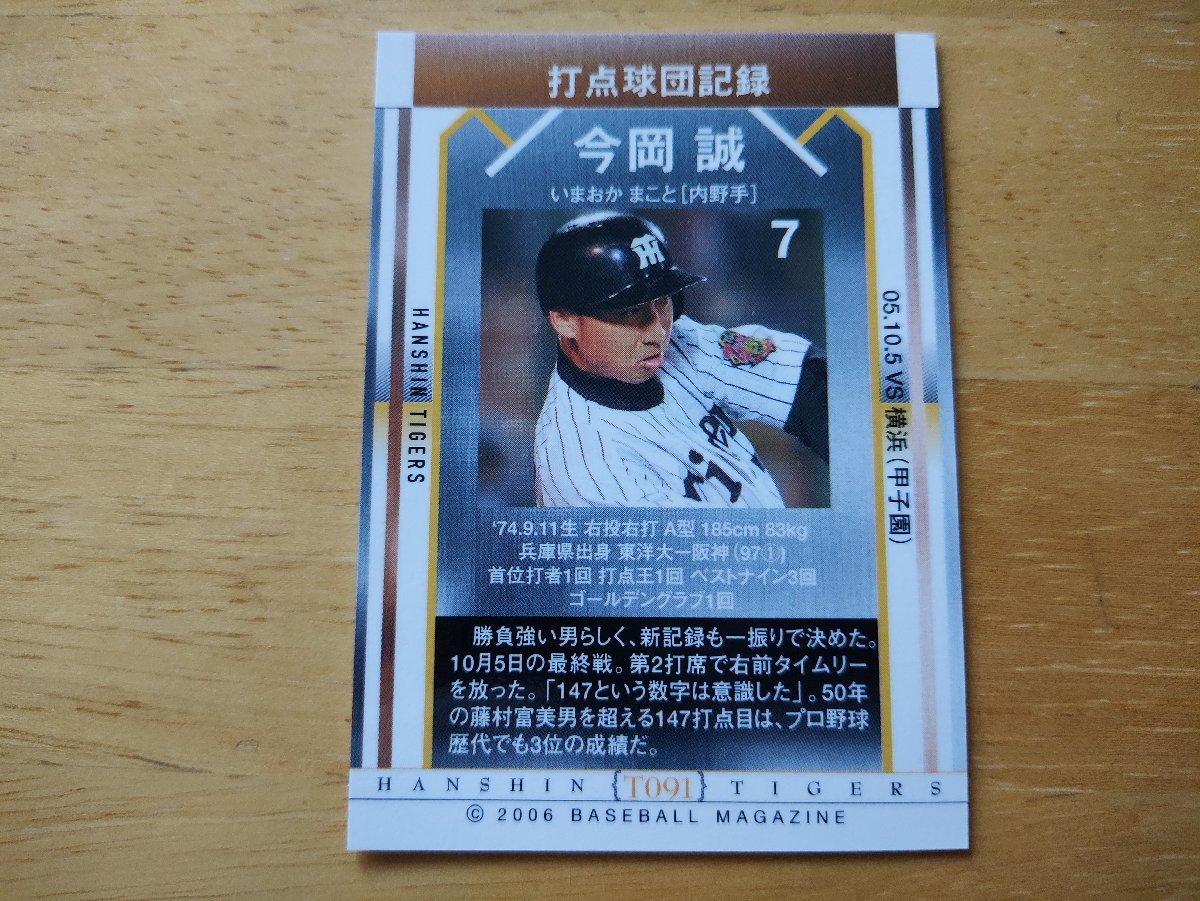 打点球団記録
今岡 誠
いまおか まこと[内野手]
7
HANSHIN TIGERS
05.10.5 VS 横浜(甲子園)
'74.9.11生 右投右打 A型 185cm 83kg
兵庫県出身 東洋大ー阪神(97①)
首位打者1回 打点王1回 ベストナイン3回
ゴールデングラブ1回
勝負強い男らしく、新記録も一振りで決めた。
10月5日の最終戦。第2打席で右前タイムリー
を放った。「147という数字は意識した」。50年
の藤村富美男を超える147打点目は、プロ野球
歴代でも3位の成績だ。
HANSHIN {T091} TIGERS
© 2006 BASEBALL MAGAZINE